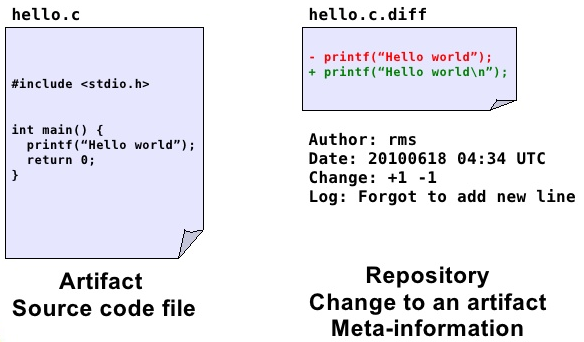 hello.c
#include <stdio.h>
int main() {
printf(“Hello world”);
return 0;
}
Artifact
Source code file
hello.c.diff
- printf(“Hello world”);
+ printf(“Hello world\n”);
Author: rms
Date: 20100618 04:34 UTC
Change: +1 -1
Log: Forgot to add new line
Repository
Change to an artifact
Meta-information